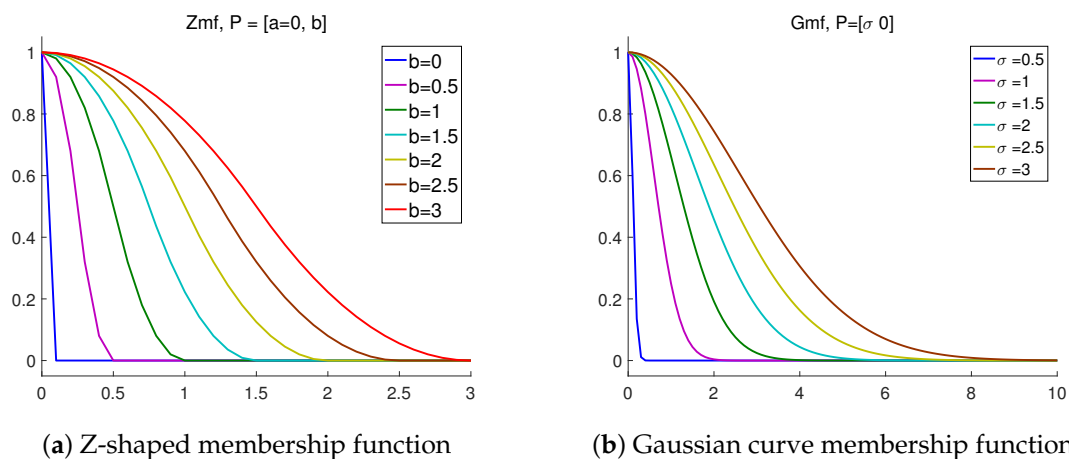 Zmf, P = [a=0, b]
1
0.8
0.6
0.4
0.2
0
0
0.5
1
1.5
2
2.5
3
b=0
b=0.5
b=1
b=1.5
b=2
b=2.5
b=3
(a) Z-shaped membership function
Gmf, P=[σ 0]
1
0.8
0.6
0.4
0.2
0
0
2
4
6
8
10
σ =0.5
σ =1
σ =1.5
σ =2
σ =2.5
σ =3
(b) Gaussian curve membership function